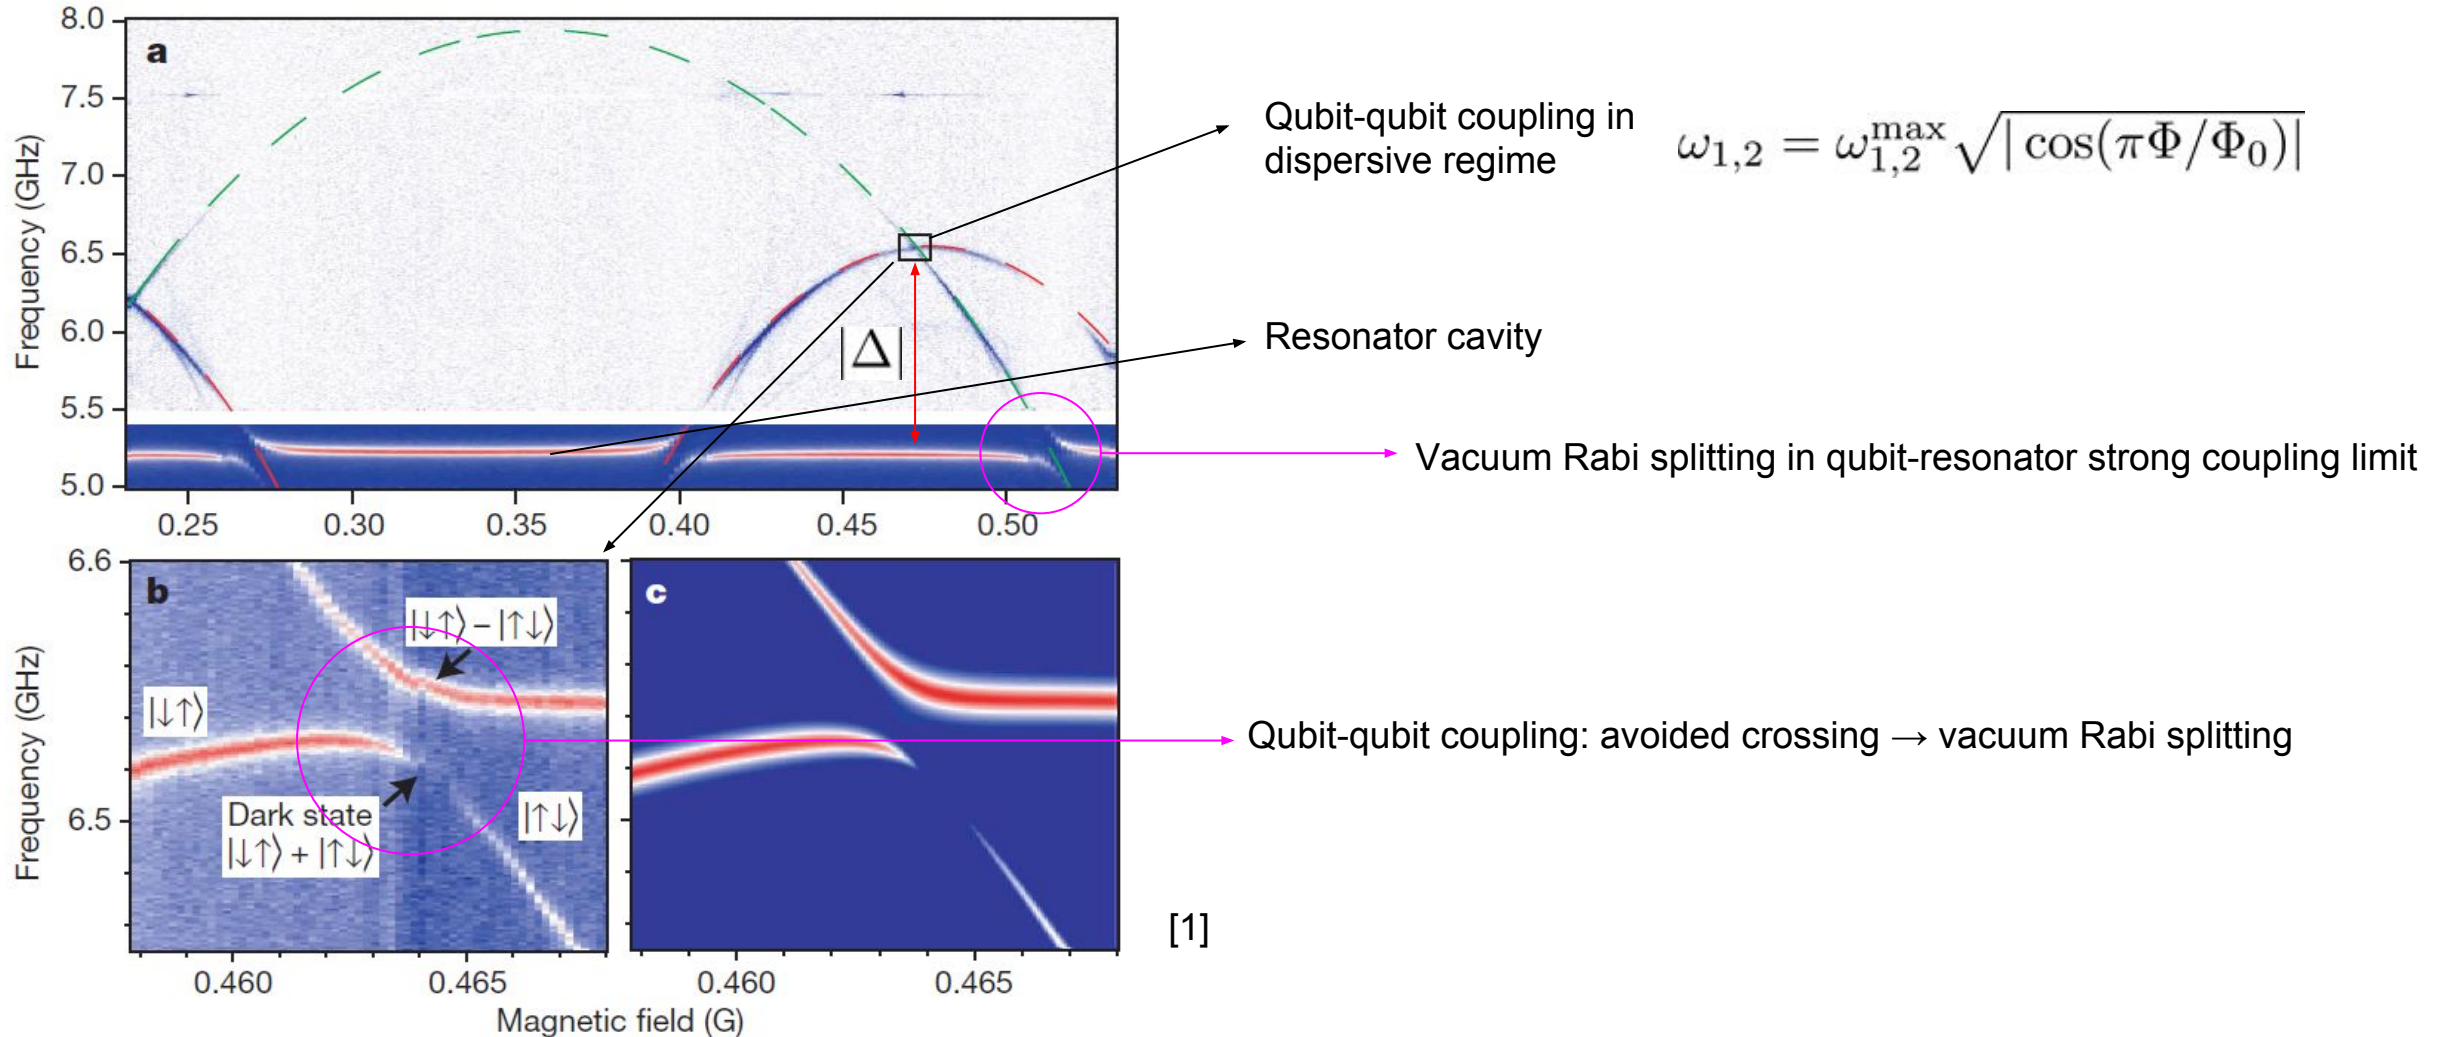 8.0
7.5
7.0
6.5
6.0
5.5
5.0
Frequency (GHz)
a
|Δ|
0.25 0.30 0.35 0.40 0.45 0.50
Qubit-qubit coupling in
dispersive regime
ω₁,₂ = ω₁,₂^max √|cos(πΦ/Φ₀)|
Resonator cavity
Vacuum Rabi splitting in qubit-resonator strong coupling limit
6.6
6.5
Frequency (GHz)
b
|↓↑⟩ − |↑↓⟩
|↓↑⟩
Dark state
|↓↑⟩ + |↑↓⟩
|↑↓⟩
0.460 0.465
c
0.460 0.465
Magnetic field (G)
Qubit-qubit coupling: avoided crossing → vacuum Rabi splitting
[1]